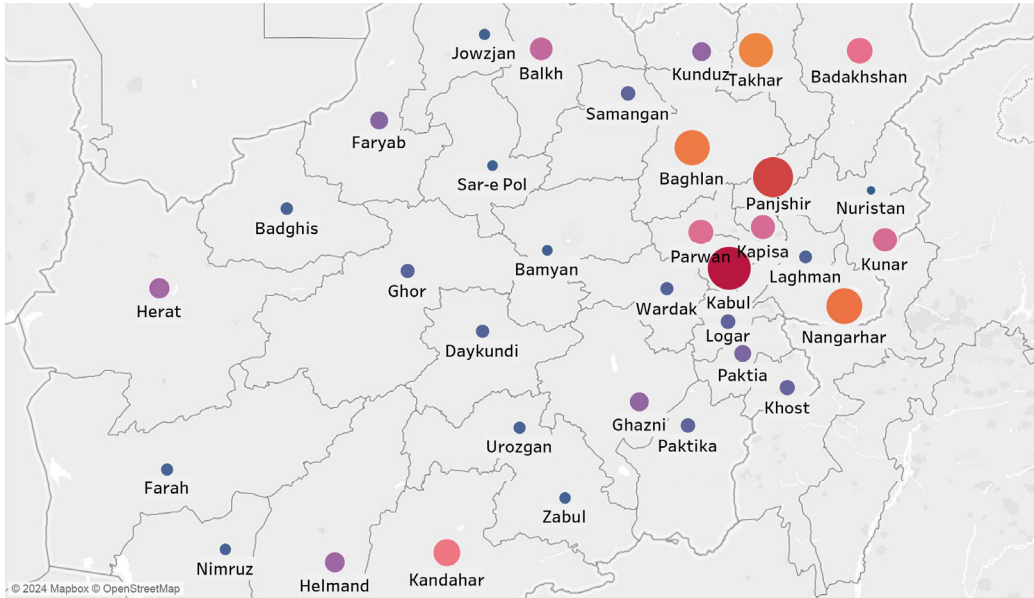 Jowzjan
Balkh
Kunduz
Takhar
Badakhshan
Samangan
Faryab
Baghlan
Sar-e Pol
Panjshir
Nuristan
Badghis
Parwan
Kapisa
Kunar
Bamyan
Laghman
Ghor
Herat
Wardak
Kabul
Logar
Nangarhar
Daykundi
Paktia
Khost
Ghazni
Urozgan
Paktika
Farah
Zabul
Nimruz
Helmand
Kandahar
© 2024 Mapbox © OpenStreetMap